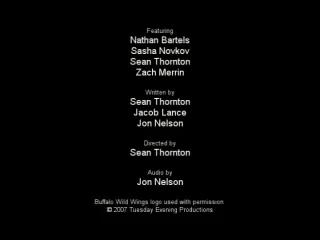 Featuring
Nathan Bartels
Sasha Novkov
Sean Thornton
Zach Merrin
Written by
Sean Thornton
Jacob Lance
Jon Nelson
Directed by
Sean Thornton
Audio by
Jon Nelson
Buffalo Wild Wings logo used with permission
© 2007 Tuesday Evening Productions